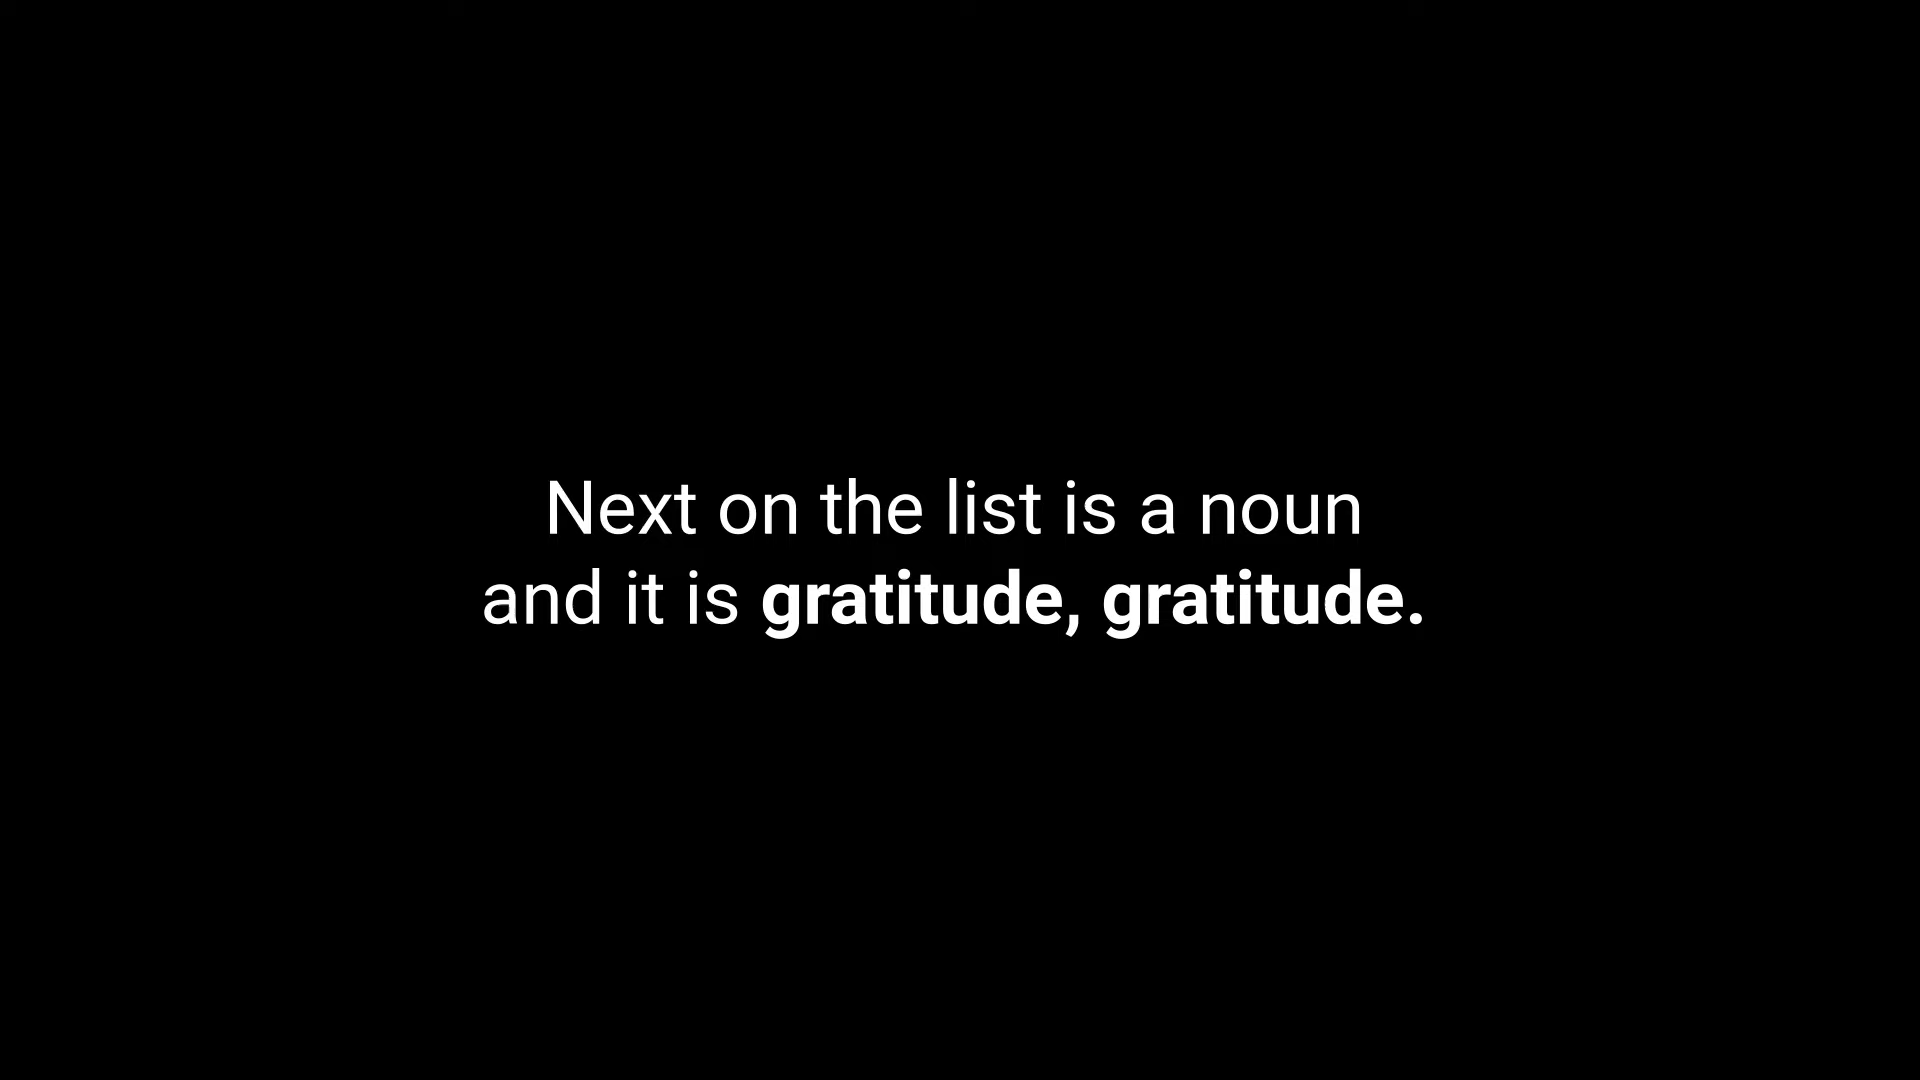 Next on the list is a noun
and it is gratitude, gratitude.